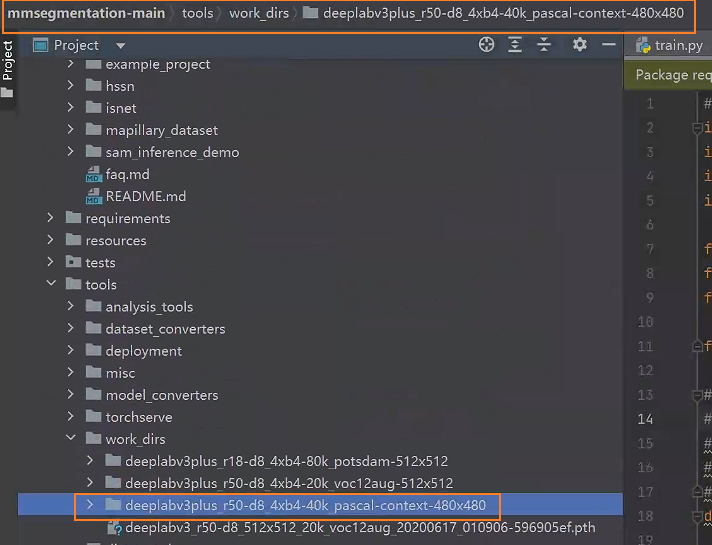 mmsegmentation-main › tools › work_dirs › deeplabv3plus_r50-d8_4xb4-40k_pascal-context-480x480
Project
Project
train.py
example_project
Package req
hssn
1 #
isnet
2 i
mapillary_dataset
3 i
sam_inference_demo
4 i
faq.md
5 i
README.md
6
requirements
7 f
resources
8 f
tests
9 f
tools
10
analysis_tools
11 f
dataset_converters
12
deployment
13 #
misc
14 #
model_converters
15 #
torchserve
16 #
work_dirs
17 #
deeplabv3plus_r18-d8_4xb4-80k_potsdam-512x512
18 d
deeplabv3plus_r50-d8_4xb4-20k_voc12aug-512x512
19
deeplabv3plus_r50-d8_4xb4-40k_pascal-context-480x480
deeplabv3_r50-d8_512x512_20k_voc12aug_20200617_010906-596905ef.pth